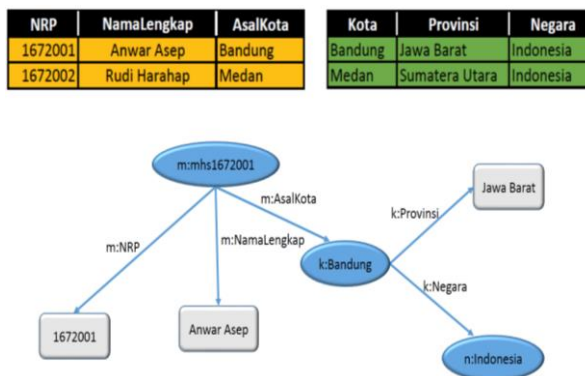 NRP NamaLengkap AsalKota
1672001 Anwar Asep Bandung
1672002 Rudi Harahap Medan
Kota Provinsi Negara
Bandung Jawa Barat Indonesia
Medan Sumatera Utara Indonesia
m:mhs1672001
m:AsalKota
Jawa Barat
k:Provinsi
m:NRP
m:NamaLengkap
k:Bandung
k:Negara
1672001
Anwar Asep
n:Indonesia